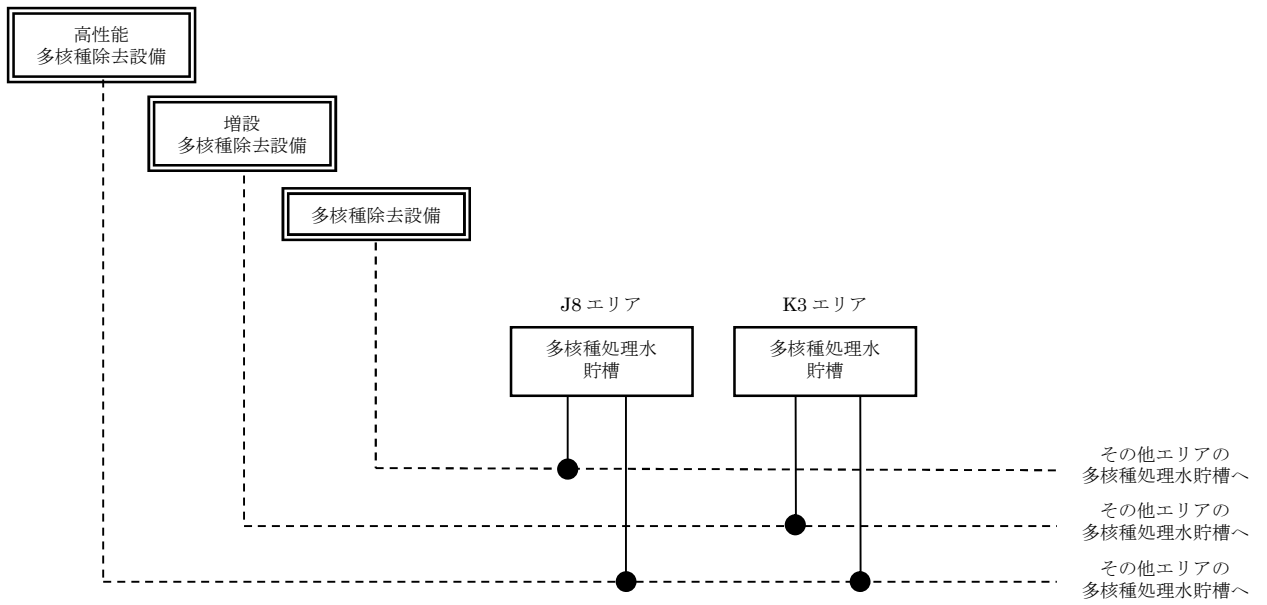 高性能
多核種除去設備
増設
多核種除去設備
多核種除去設備
J8 エリア
K3 エリア
多核種処理水
貯槽
多核種処理水
貯槽
その他エリアの
多核種処理水貯槽へ
その他エリアの
多核種処理水貯槽へ
その他エリアの
多核種処理水貯槽へ